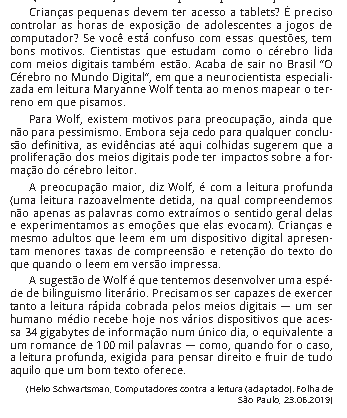 Crianças pequenas devem ter acesso a tablets? É preciso
controlar as horas de exposição de adolescentes a jogos de
computador? Se você está confuso com essas questões, tem
bons motivos. Cientistas que estudam como o cérebro lida
com meios digitais também estão. Acaba de sair no Brasil “O
Cérebro no Mundo Digital”, em que a neurocientista especiali-
zada em leitura Maryanne Wolf tenta ao menos mapear o ter-
reno em que pisamos.
Para Wolf, existem motivos para preocupação, ainda que
não para pessimismo. Embora seja cedo para qualquer conclu-
são definitiva, as evidências até aqui colhidas sugerem que a
proliferação dos meios digitais pode ter impactos sobre a for-
mação do cérebro leitor.
A preocupação maior, diz Wolf, é com a leitura profunda
(uma leitura razoavelmente detida, na qual compreendemos
não apenas as palavras como extraímos o sentido geral delas
e experimentamos as emoções que elas evocam). Crianças e
mesmo adultos que leem em um dispositivo digital apresen-
tam menores taxas de compreensão e retenção do texto do
que quando o leem em versão impressa.
A sugestão de Wolf é que tentemos desenvolver uma espé-
cie de bilinguismo literário. Precisamos ser capazes de exercer
tanto a leitura rápida cobrada pelos meios digitais — um ser
humano médio recebe hoje nos vários dispositivos que aces-
sa 34 gigabytes de informação num único dia, o equivalente a
um romance de 100 mil palavras — como, quando for o caso,
a leitura profunda, exigida para pensar direito e fruir de tudo
aquilo que um bom texto oferece.
(Helio Schwartsman, Computadores contra a leitura (adaptado). Folha de
São Paulo, 23.06.2019)